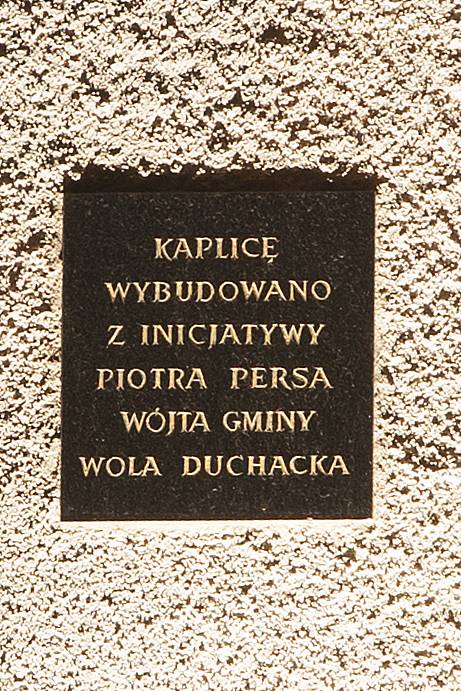 KAPLICĘ
WYBUDOWANO
Z INICJATYWY
PIOTRA PERSA
WÓJTA GMINY
WOLA DUCHACKA